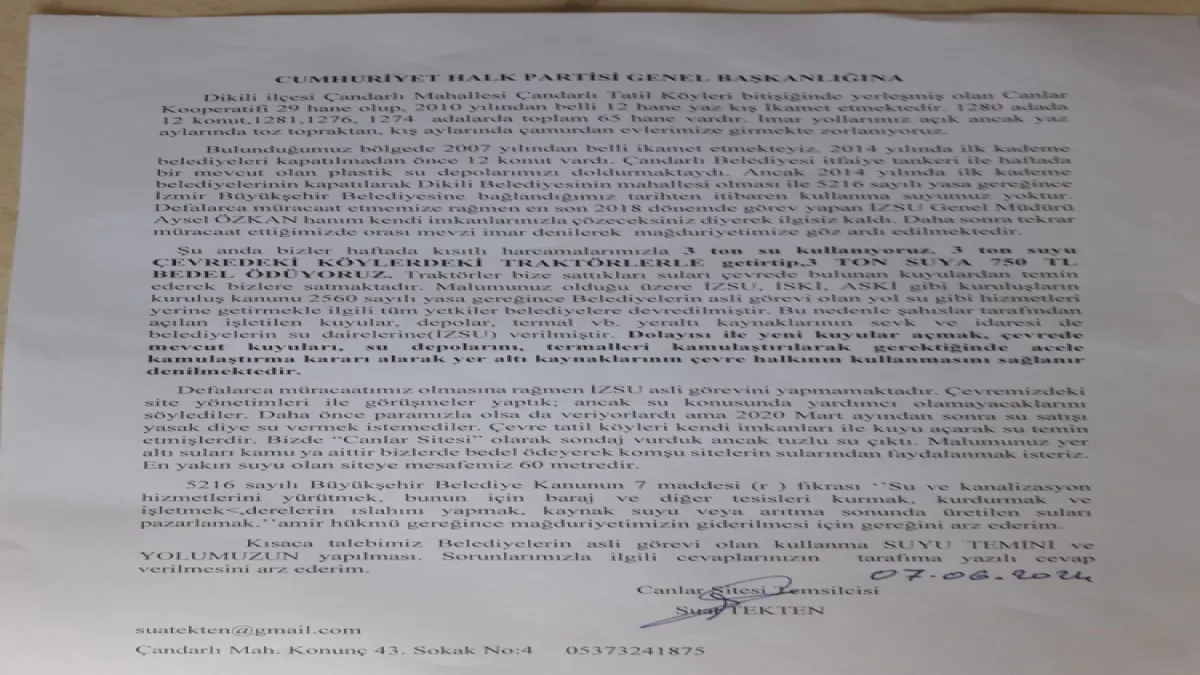 CUMHURİYET HALK PARTİSİ GENEL BAŞKANLIĞINA
Dikili ilçesi Çandarlı Mahallesi Çandarlı Tatil Köyleri bitişiğinde yerleşmiş olan Canlar
Kooperatifi 29 hane olup, 2010 yılından belli 12 hane yaz kış İkamet etmektedir. 1280 adada
12 konut,1281,1276, 1274 adalarda toplam 65 hane vardır. İmar yollarımız açık ancak yaz
aylarında toz topraktan, kış aylarında çamurdan evlerimize girmekte zorlanıyoruz.
Bulunduğumuz bölgede 2007 yılından belli ikamet etmekteyiz. 2014 yılında ilk kademe
belediyeleri kapatılmadan önce 12 konut vardı. Çandarlı Belediyesi itfaiye tankeri ile haftada
bir mevcut olan plastik su depolarımızı doldurmaktaydı. Ancak 2014 yılında ilk kademe
belediyelerinin kapatılarak Dikili Belediyesinin mahallesi olması ile 5216 sayılı yasa gereğince
İzmir Büyükşehir Belediyesine bağlandığımız tarihten itibaren kullanma suyumuz yoktur.
Defalarca müracaat etmemize rağmen en son 2018 dönemde görev yapan İZSU Genel Müdürü
Aysel ÖZKAN hanım kendi imkanlarınızla çözeceksiniz diyerek ilgisiz kaldı. Daha sonra tekrar
müracaat ettiğimizde orası mevzi imar denilerek mağduriyetimize göz ardı edilmektedir.
Şu anda bizler haftada kısıtlı harcamalarımızla 3 ton su kullanıyoruz. 3 ton suyu
ÇEVREDEKİ KÖYLERDEKİ TRAKTÖRLERLE getirtip,3 TON SUYA 750 TL
BEDEL ÖDÜYORUZ. Traktörler bize sattıkları suları çevrede bulunan kuyulardan temin
ederek bizlere satmaktadır. Malumunuz olduğu üzere İZSU, İSKİ, ASKİ gibi kuruluşların
kuruluş kanunu 2560 sayılı yasa gereğince Belediyelerin asli görevi olan yol su gibi hizmetleri
yerine getirmekle ilgili tüm yetkiler belediyelere devredilmiştir. Bu nedenle şahıslar tarafından
açılan işletilen kuyular, depolar, termal vb. yeraltı kaynaklarının sevk ve idaresi de
belediyelerin su dairelerine(İZSU) verilmiştir. Dolayısı ile yeni kuyular açmak, çevrede
mevcut kuyuları, su depolarını, termalleri kamulaştırılarak gerektiğinde acele
kamulaştırma kararı alarak yer altı kaynaklarının çevre halkının kullanmasını sağlanır
denilmektedir.
Defalarca müracaatımız olmasına rağmen İZSU asli görevini yapmamaktadır. Çevremizdeki
site yönetimleri ile görüşmeler yaptık; ancak su konusunda yardımcı olamayacaklarını
söylediler. Daha önce paramızla olsa da veriyorlardı ama 2020 Mart ayından sonra su satışı
yasak diye su vermek istemediler. Çevre tatil köyleri kendi imkanları ile kuyu açarak su temin
etmişlerdir. Bizde ''Canlar Sitesi'' olarak sondaj vurduk ancak tuzlu su çıktı. Malumunuz yer
altı suları kamu ya aittir bizlerde bedel ödeyerek komşu sitelerin sularından faydalanmak isteriz.
En yakın suyu olan siteye mesafemiz 60 metredir.
5216 sayılı Büyükşehir Belediye Kanunun 7 maddesi (r ) fıkrası ''Su ve kanalizasyon
hizmetlerini yürütmek, bunun için baraj ve diğer tesisleri kurmak, kurdurmak ve
işletmek<,derelerin ıslahını yapmak, kaynak suyu veya arıtma sonunda üretilen suları
pazarlamak.''amir hükmü gereğince mağduriyetimizin giderilmesi için gereğini arz ederim.
Kısaca talebimiz Belediyelerin asli görevi olan kullanma SUYU TEMİNİ ve
YOLUMUZUN yapılması. Sorunlarımızla ilgili cevaplarınızın tarafıma yazılı cevap
verilmesini arz ederim.
07.06.2024
Canlar Sitesi Temsilcisi
Suat TEKTEN
suatekten@gmail.com
Çandarlı Mah. Konunç 43. Sokak No:4 05373241875